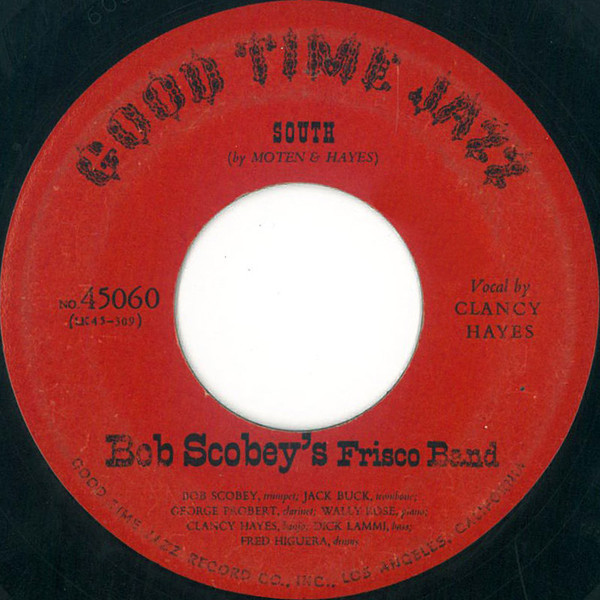 GOOD TIME JAZZ
SOUTH
(by MOTEN & HAYES)
NO. 45060
(LK45-309)
Vocal by
CLANCY
HAYES
Bob Scobey's Frisco Band
BOB SCOBEY, trumpet; JACK BUCK, trombone;
GEORGE PROBERT, clarinet; WALLY ROSE, piano;
CLANCY HAYES, banjo; DICK LAMMI, bass;
FRED HIGUERA, drums
GOOD TIME JAZZ RECORD CO., INC., LOS ANGELES, CALIFORNIA